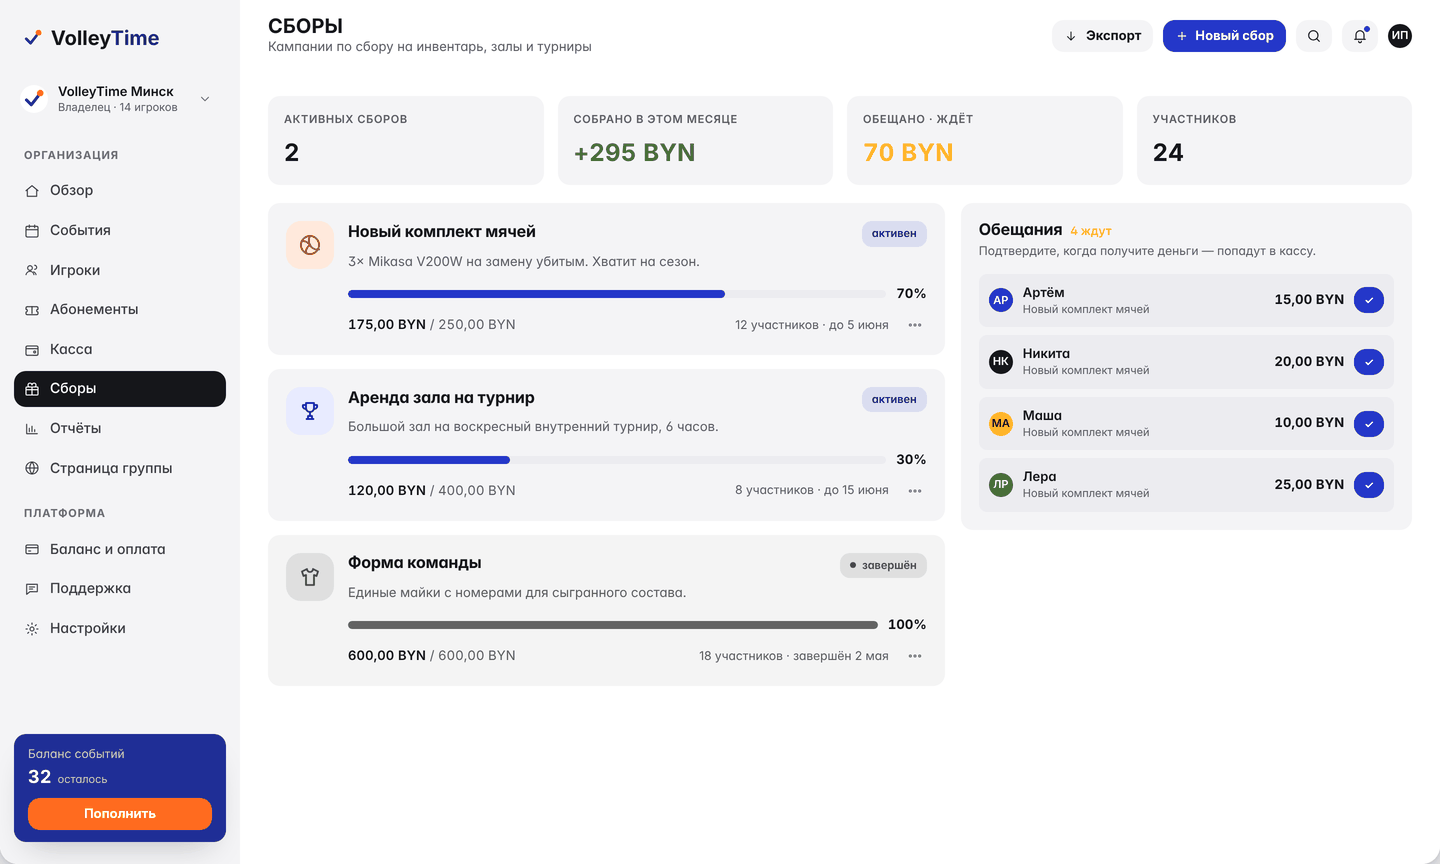 VolleyTime
VolleyTime Минск
Владелец · 14 игроков
ОРГАНИЗАЦИЯ
Обзор
События
Игроки
Абонементы
Касса
Сборы
Отчёты
Страница группы
ПЛАТФОРМА
Баланс и оплата
Поддержка
Настройки
Баланс событий
32 осталось
Пополнить
СБОРЫ
Кампании по сбору на инвентарь, залы и турниры
Экспорт
Новый сбор
ИП
АКТИВНЫХ СБОРОВ
2
СОБРАНО В ЭТОМ МЕСЯЦЕ
+295 BYN
ОБЕЩАНО · ЖДЁТ
70 BYN
УЧАСТНИКОВ
24
Новый комплект мячей
активен
3× Mikasa V200W на замену убитым. Хватит на сезон.
70%
175,00 BYN / 250,00 BYN
12 участников · до 5 июня
Аренда зала на турнир
активен
Большой зал на воскресный внутренний турнир, 6 часов.
30%
120,00 BYN / 400,00 BYN
8 участников · до 15 июня
Форма команды
завершён
Единые майки с номерами для сыгранного состава.
100%
600,00 BYN / 600,00 BYN
18 участников · завершён 2 мая
Обещания 4 ждут
Подтвердите, когда получите деньги — попадут в кассу.
АР
Артём
Новый комплект мячей
15,00 BYN
НК
Никита
Новый комплект мячей
20,00 BYN
МА
Маша
Новый комплект мячей
10,00 BYN
ЛР
Лера
Новый комплект мячей
25,00 BYN